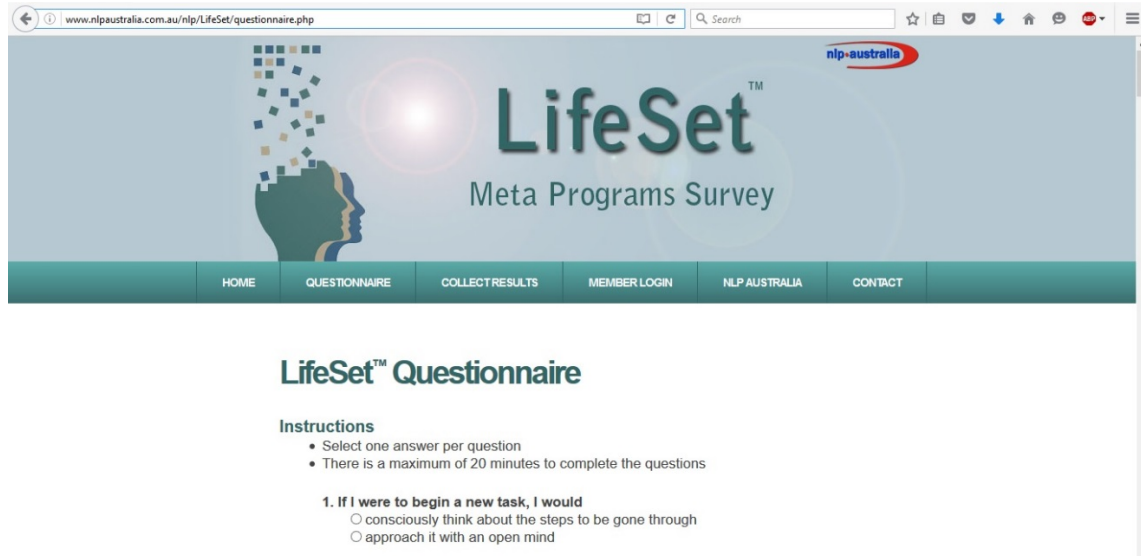 www.nlpaustralia.com.au/nlp/LifeSet/questionnaire.php
Search
ABP
nlp•australia
LifeSet™
Meta Programs Survey
HOME QUESTIONNAIRE COLLECT RESULTS MEMBER LOGIN NLP AUSTRALIA CONTACT
LifeSet™ Questionnaire
Instructions
• Select one answer per question
• There is a maximum of 20 minutes to complete the questions
1. If I were to begin a new task, I would
consciously think about the steps to be gone through
approach it with an open mind